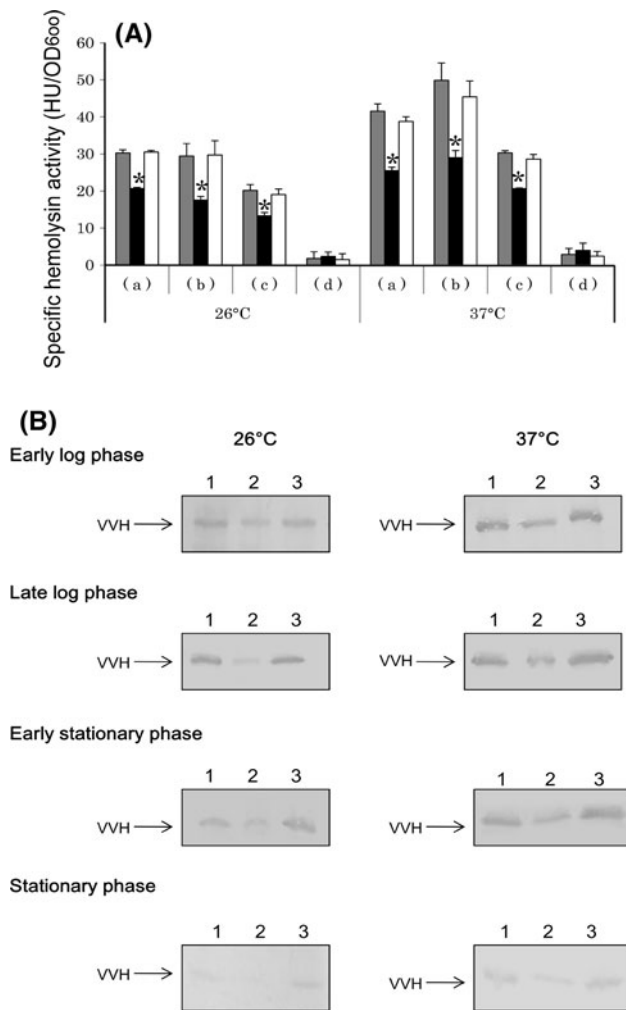 (A)
Specific hemolysin activity (HU/OD600)
60
50
40
30
20
10
0
* * * * * *
(a) (b) (c) (d) (a) (b) (c) (d)
26°C 37°C
(B)
26°C 37°C
Early log phase
1 2 3 1 2 3
VVH VVH
Late log phase
1 2 3 1 2 3
VVH VVH
Early stationary phase
1 2 3 1 2 3
VVH VVH
Stationary phase
1 2 3 1 2 3
VVH VVH